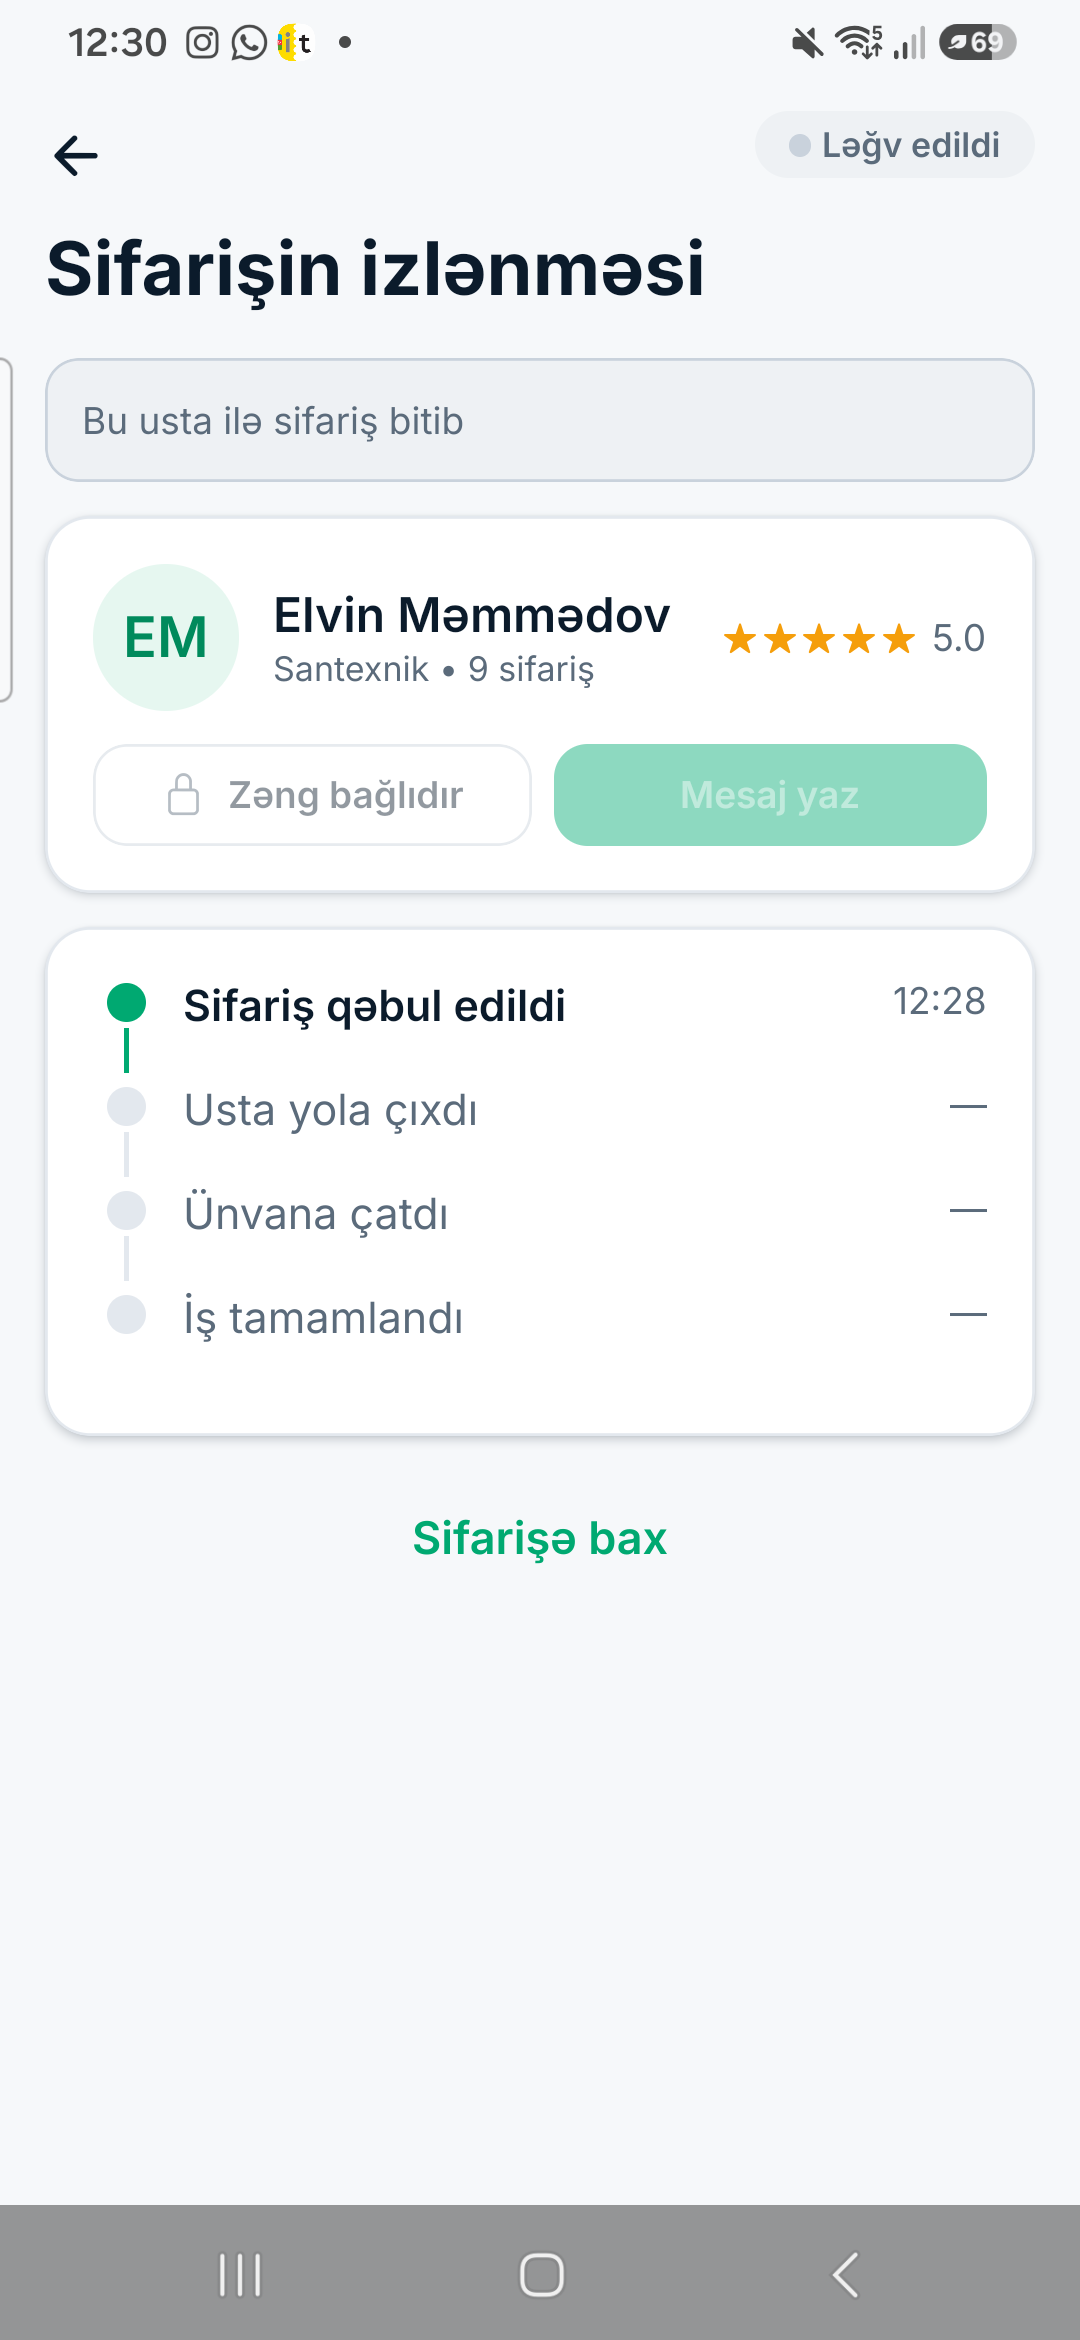 12:30
69
Ləğv edildi
Sifarişin izlənməsi
Bu usta ilə sifariş bitib
EM
Elvin Məmmədov
Santexnik • 9 sifariş
5.0
Zəng bağlıdır
Mesaj yaz
Sifariş qəbul edildi
12:28
Usta yola çıxdı
—
Ünvana çatdı
—
İş tamamlandı
—
Sifarişə bax